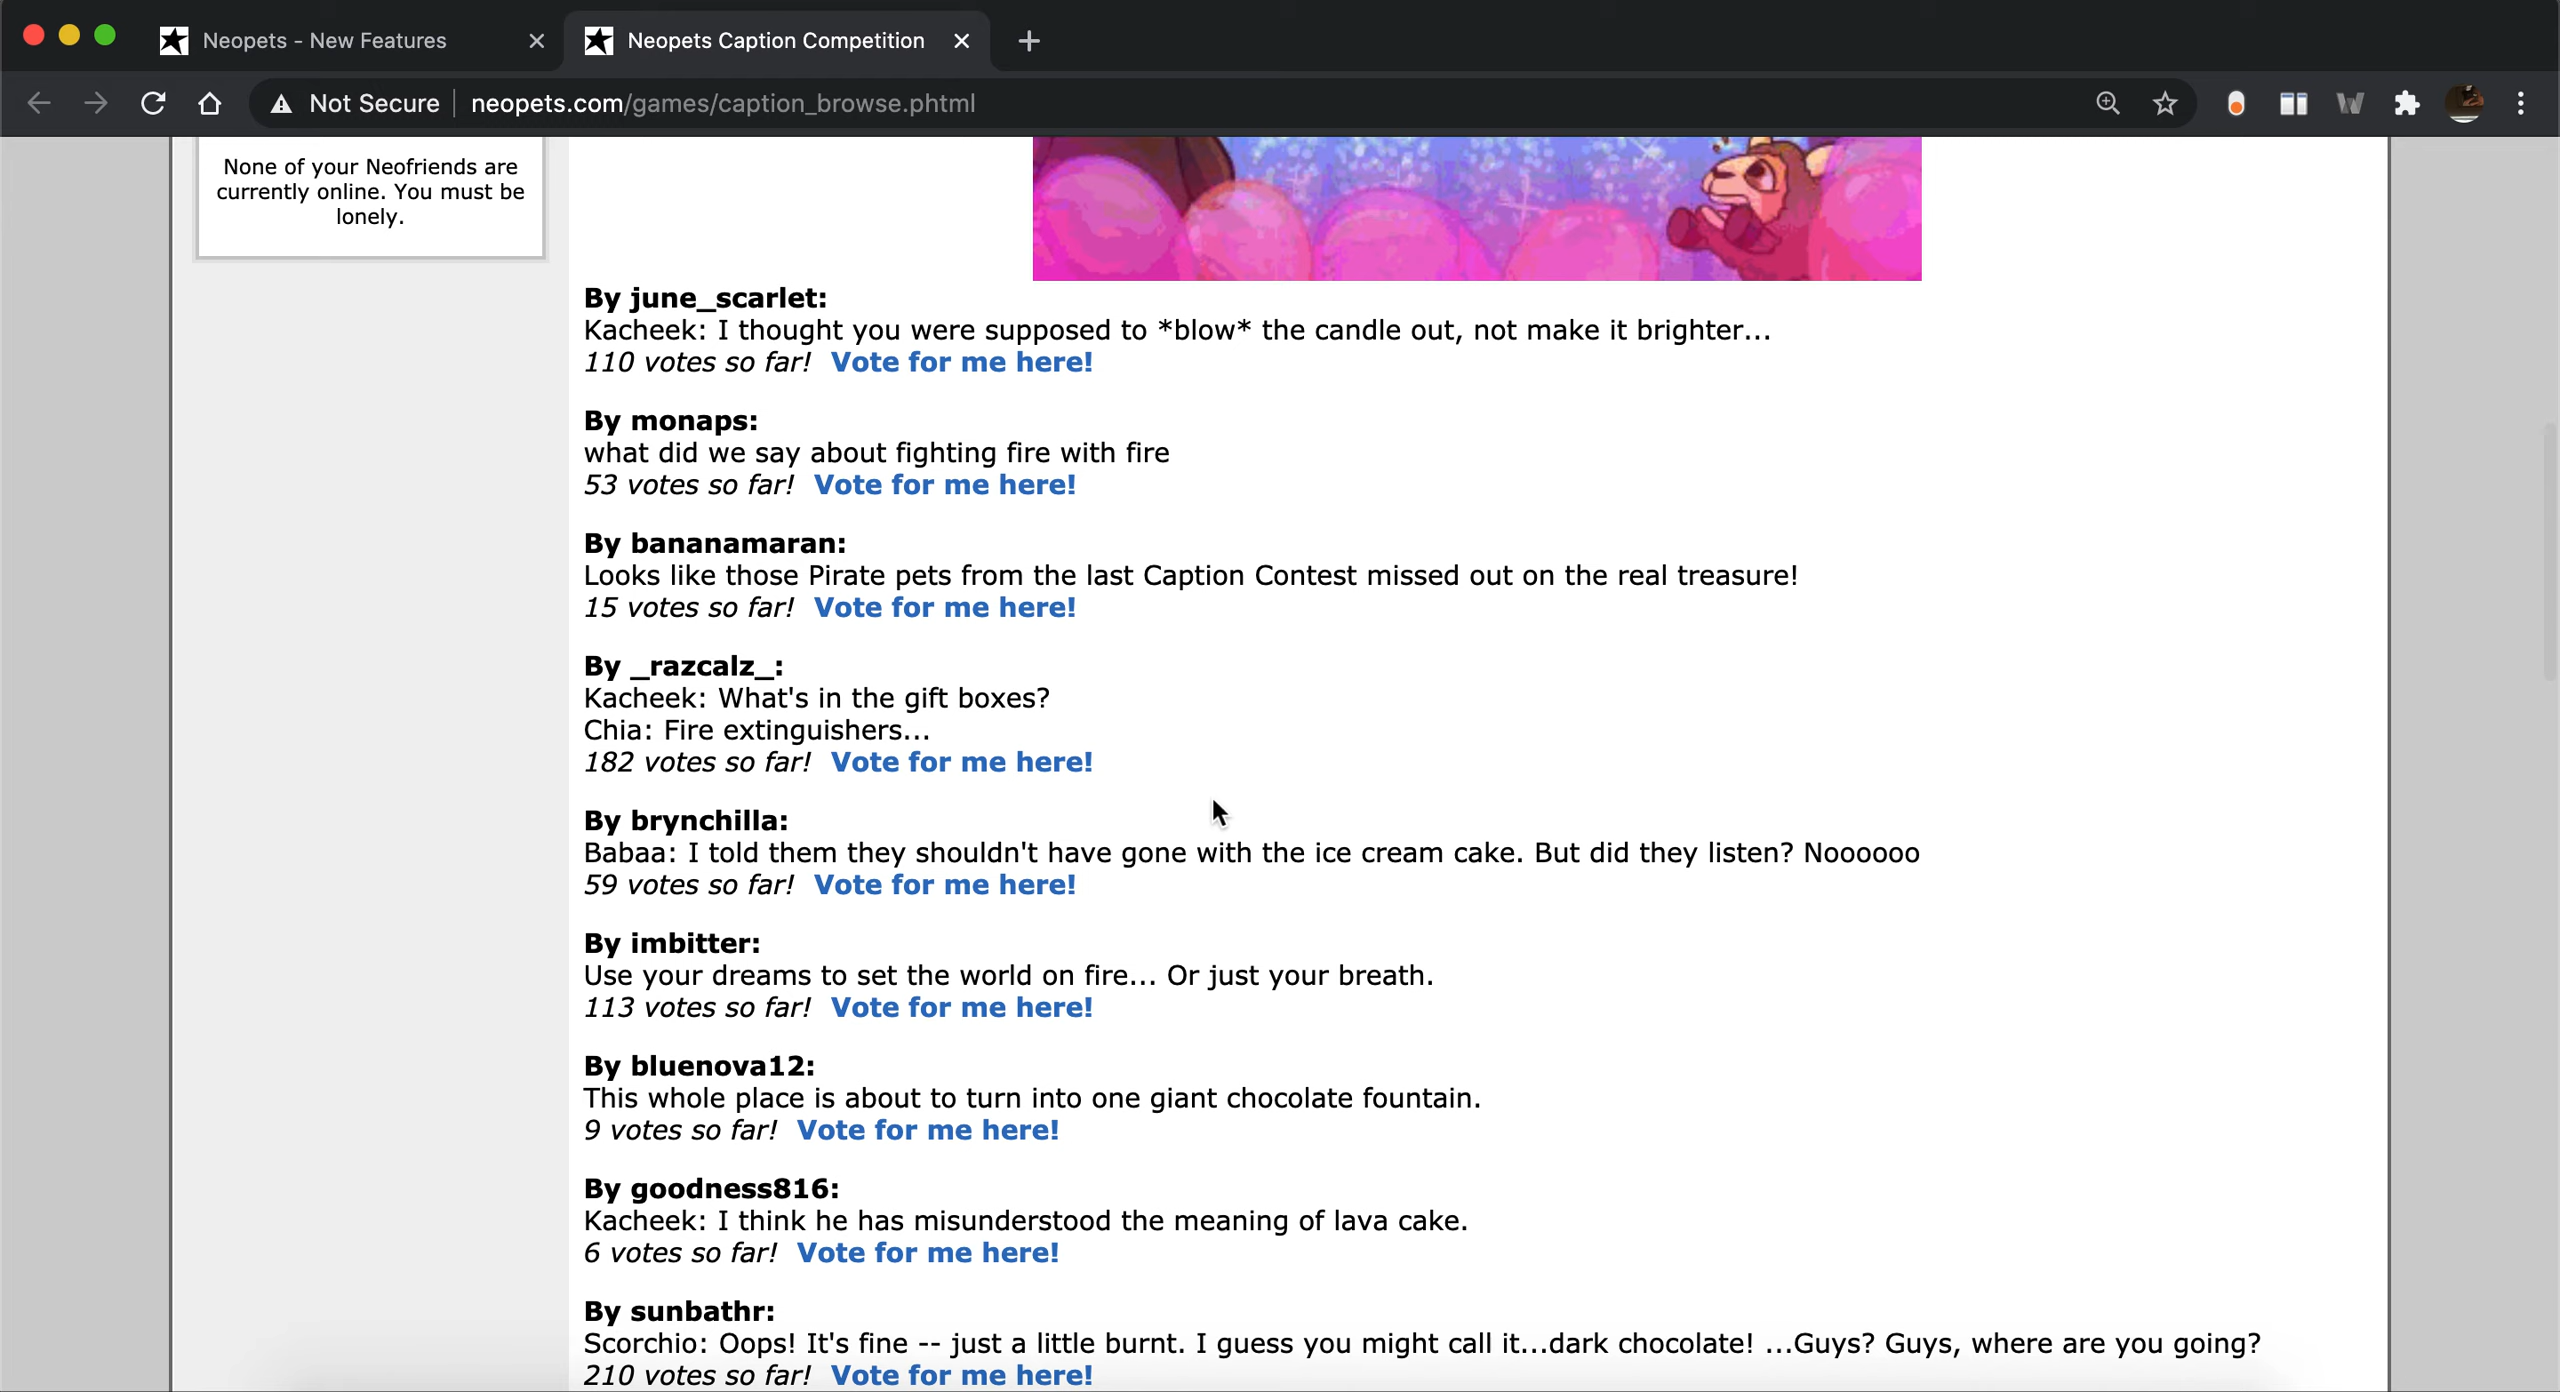 Neopets - New Features
Neopets Caption Competition
Not Secure
neopets.com/games/caption_browse.phtml
None of your Neofriends are
currently online. You must be
lonely.
By june_scarlet:
Kacheek: I thought you were supposed to *blow* the candle out, not make it brighter...
110 votes so far! Vote for me here!
By monaps:
what did we say about fighting fire with fire
53 votes so far! Vote for me here!
By bananamaran:
Looks like those Pirate pets from the last Caption Contest missed out on the real treasure!
15 votes so far! Vote for me here!
By _razcalz_:
Kacheek: What's in the gift boxes?
Chia: Fire extinguishers...
182 votes so far! Vote for me here!
By brynchilla:
Babaa: I told them they shouldn't have gone with the ice cream cake. But did they listen? Noooooo
59 votes so far! Vote for me here!
By imbitter:
Use your dreams to set the world on fire... Or just your breath.
113 votes so far! Vote for me here!
By bluenova12:
This whole place is about to turn into one giant chocolate fountain.
9 votes so far! Vote for me here!
By goodness816:
Kacheek: I think he has misunderstood the meaning of lava cake.
6 votes so far! Vote for me here!
By sunbathr:
Scorchio: Oops! It's fine -- just a little burnt. I guess you might call it...dark chocolate! ...Guys? Guys, where are you going?
210 votes so far! Vote for me here!